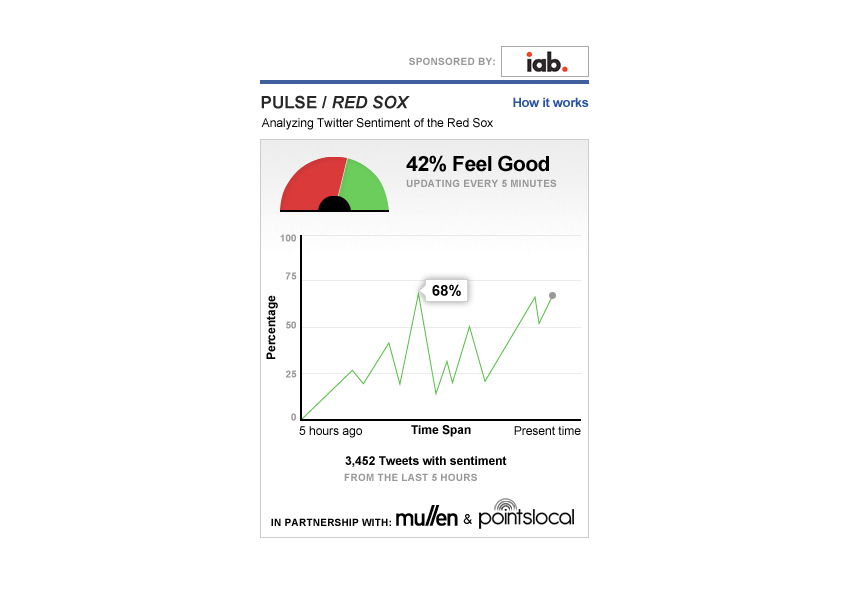 SPONSORED BY: iab.
PULSE / RED SOX How it works
Analyzing Twitter Sentiment of the Red Sox
42% Feel Good
UPDATING EVERY 5 MINUTES
100
75
68%
50
Percentage
25
0
5 hours ago Time Span Present time
3,452 Tweets with sentiment
FROM THE LAST 5 HOURS
IN PARTNERSHIP WITH: mullen & pointslocal